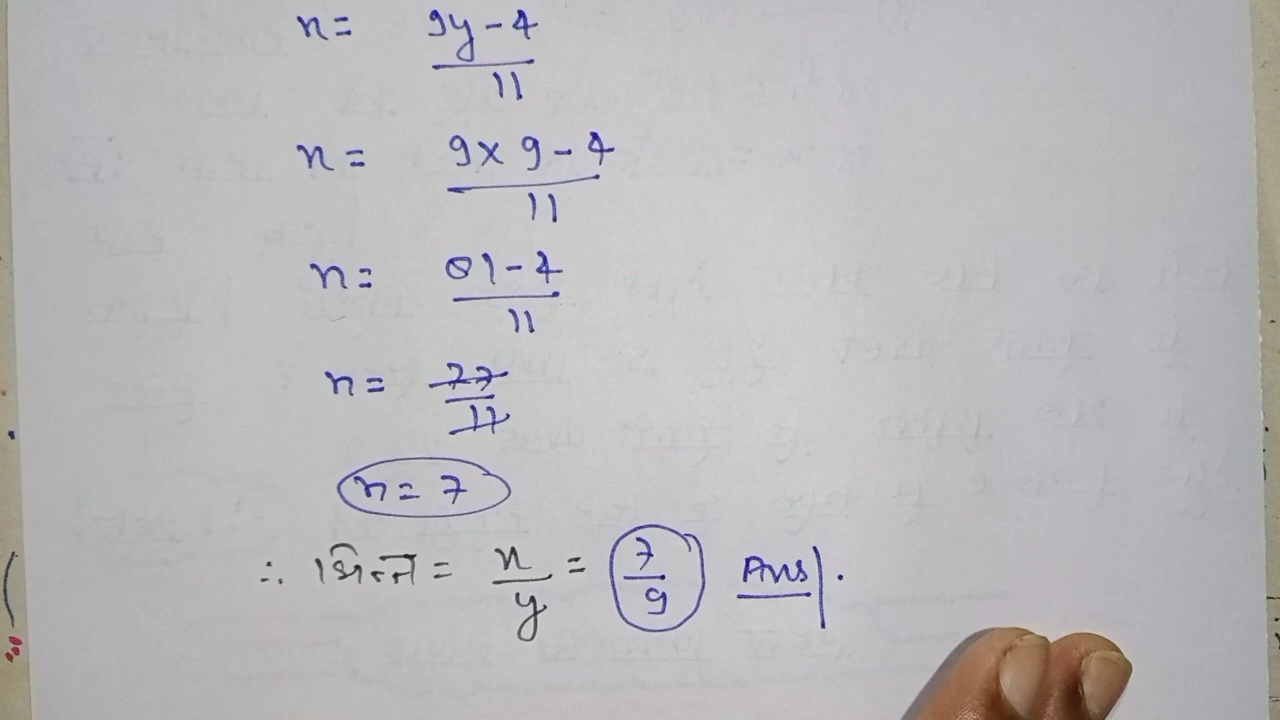 x = 9y - 4 / 11
x = 9 × 9 - 4 / 11
x = 81 - 4 / 11
x = 77 / 11
x = 7
∴ भिन्न = x / y = 7 / 9 Ans.